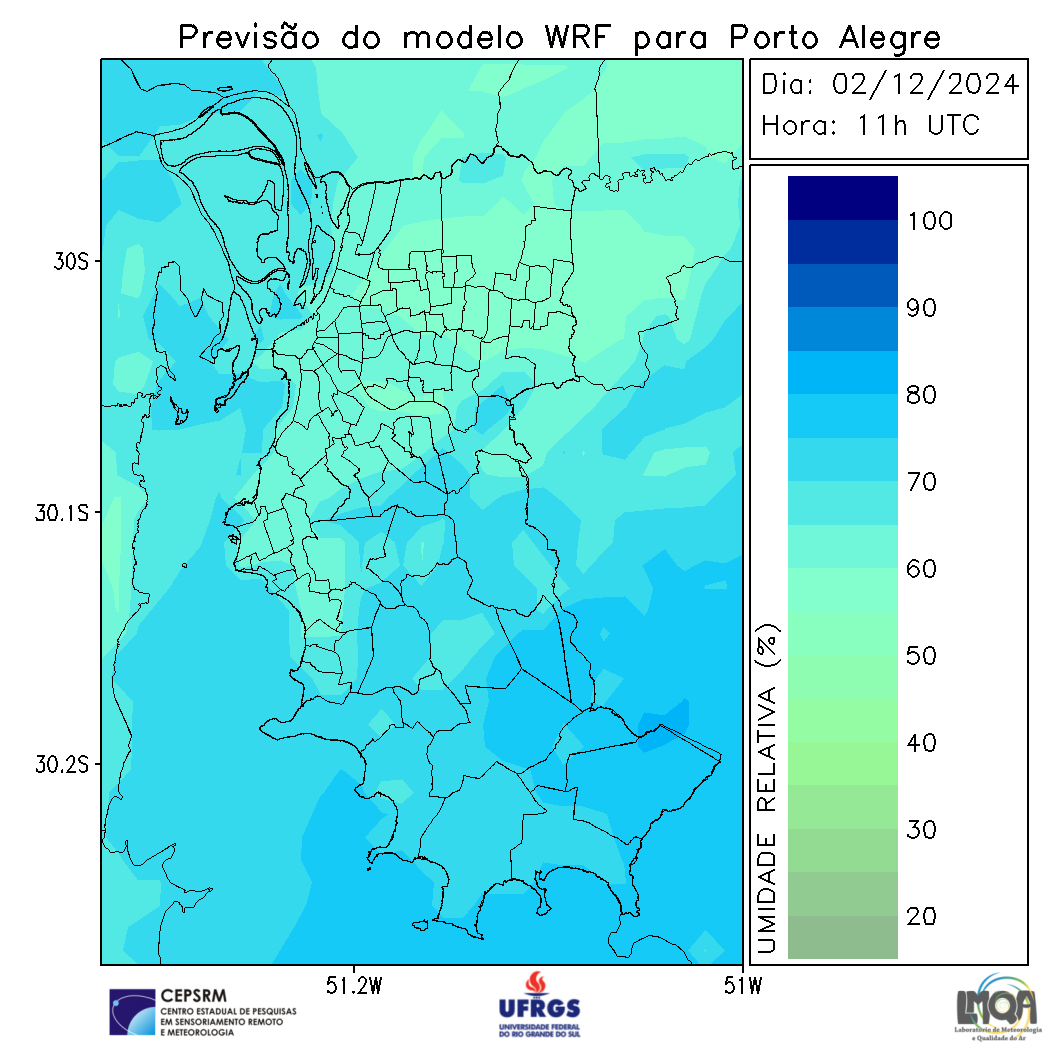 Previsão do modelo WRF para Porto Alegre
Dia: 02/12/2024
Hora: 11h UTC
30S
30.1S
30.2S
51.2W
51W
100
90
80
70
60
50
40
30
20
UMIDADE RELATIVA (%)
CEPSRM
CENTRO ESTADUAL DE PESQUISAS
EM SENSORIAMENTO REMOTO
E METEOROLOGIA
UFRGS
UNIVERSIDADE FEDERAL
DO RIO GRANDE DO SUL
LMQA
Laboratório de Meteorologia
e Qualidade do Ar